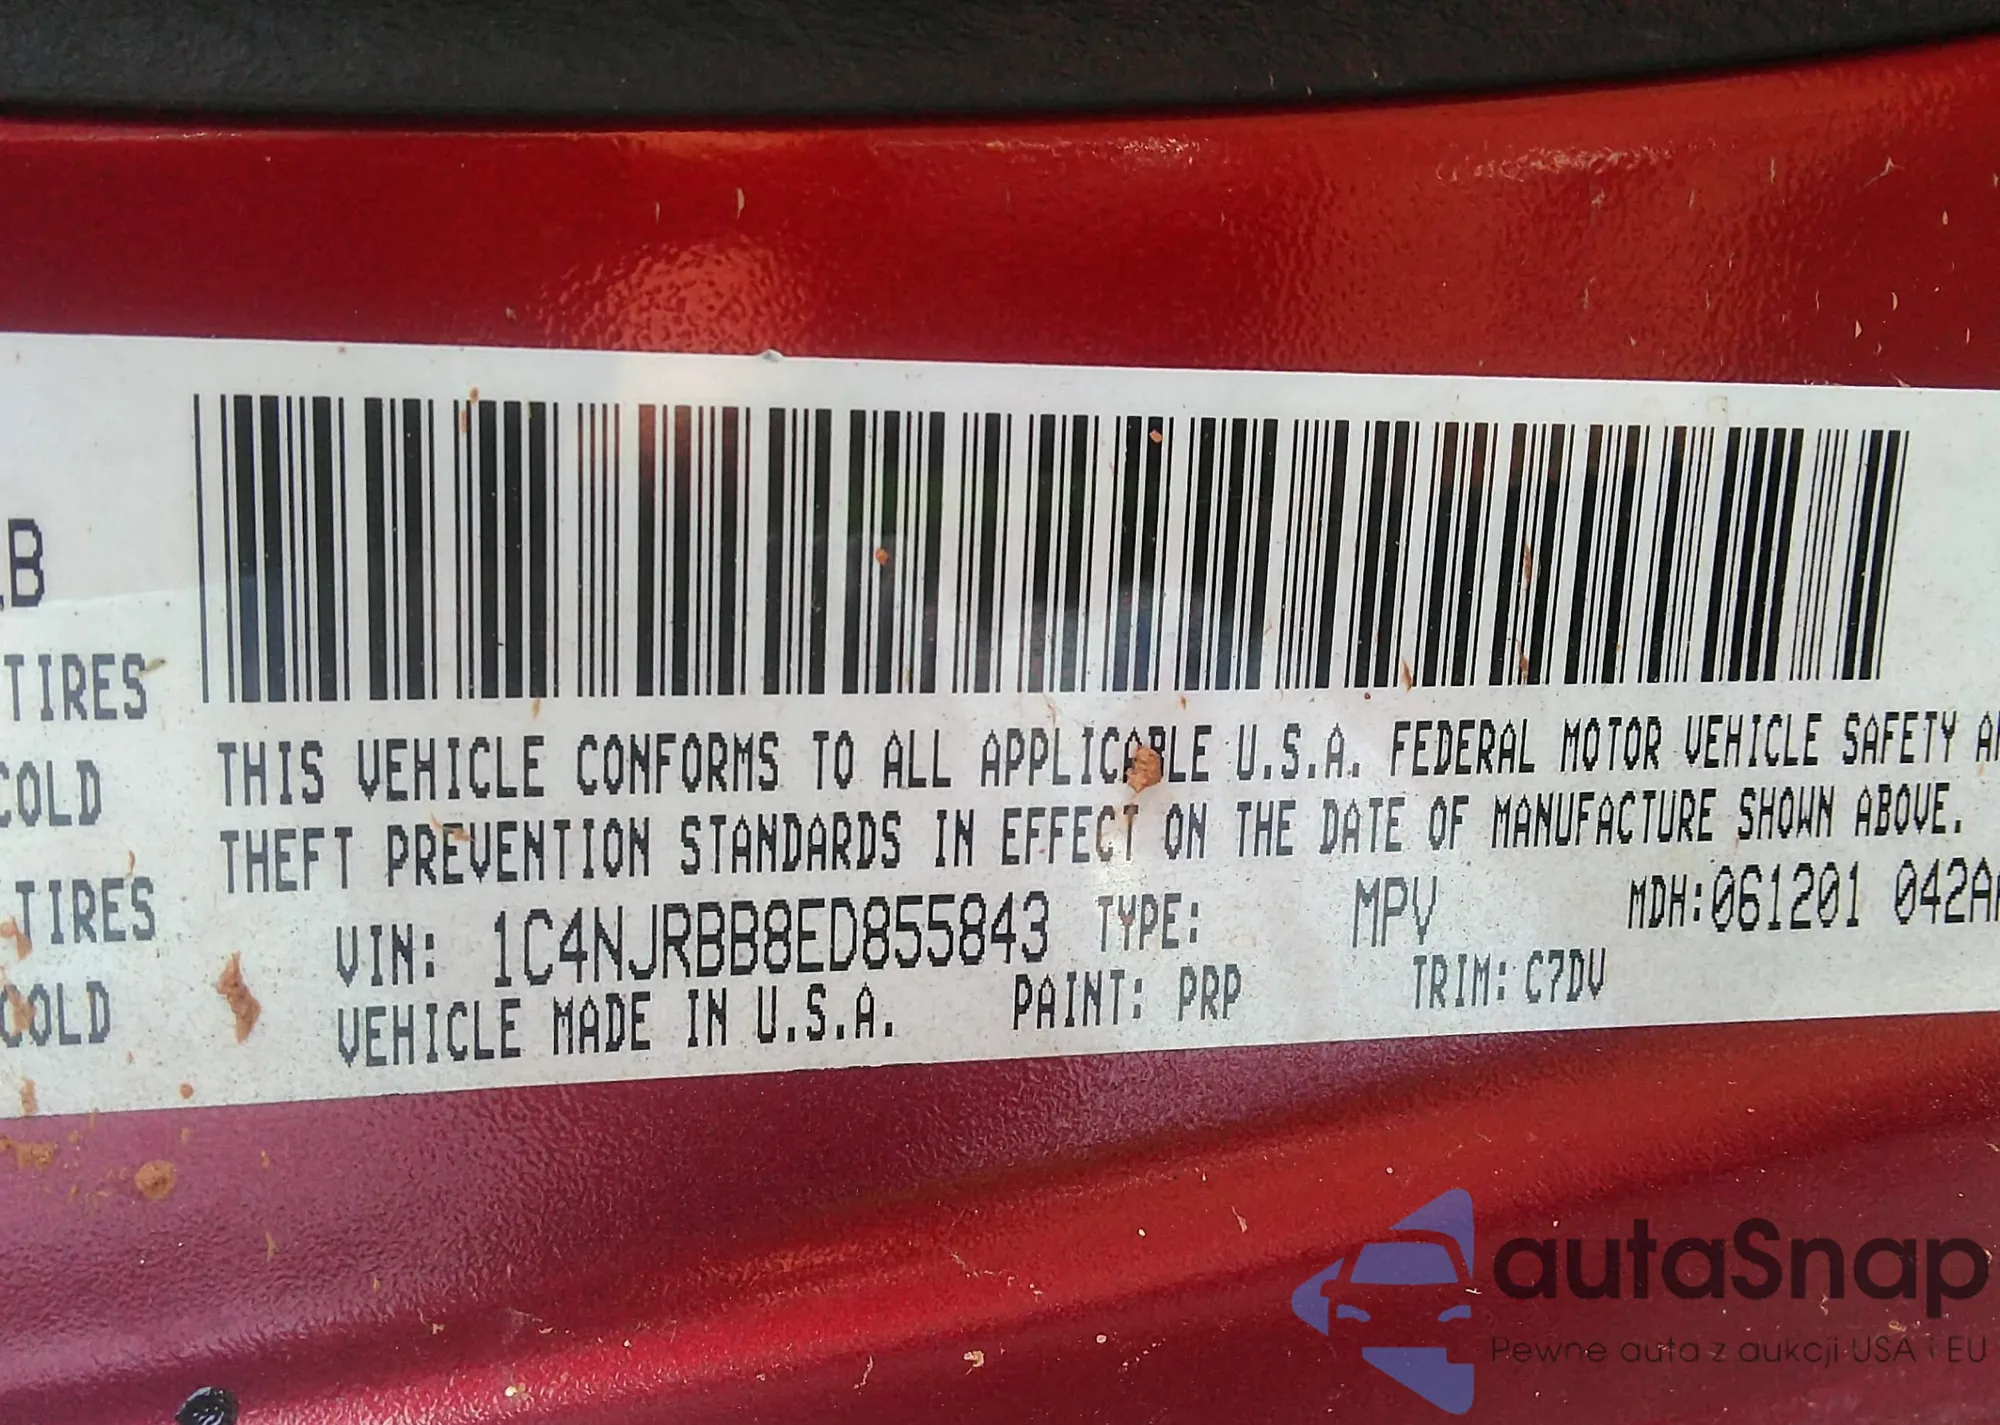 LB
TIRES
COLD
TIRES
COLD
THIS VEHICLE CONFORMS TO ALL APPLICABLE U.S.A. FEDERAL MOTOR VEHICLE SAFETY
THEFT PREVENTION STANDARDS IN EFFECT ON THE DATE OF MANUFACTURE SHOWN ABOVE.
VIN: 1C4NJRBB8ED855843 TYPE: MPV MDH:061201 042A
VEHICLE MADE IN U.S.A. PAINT: PRP TRIM: C7DV
autaSnap
Pewne auta z aukcji USA i EU